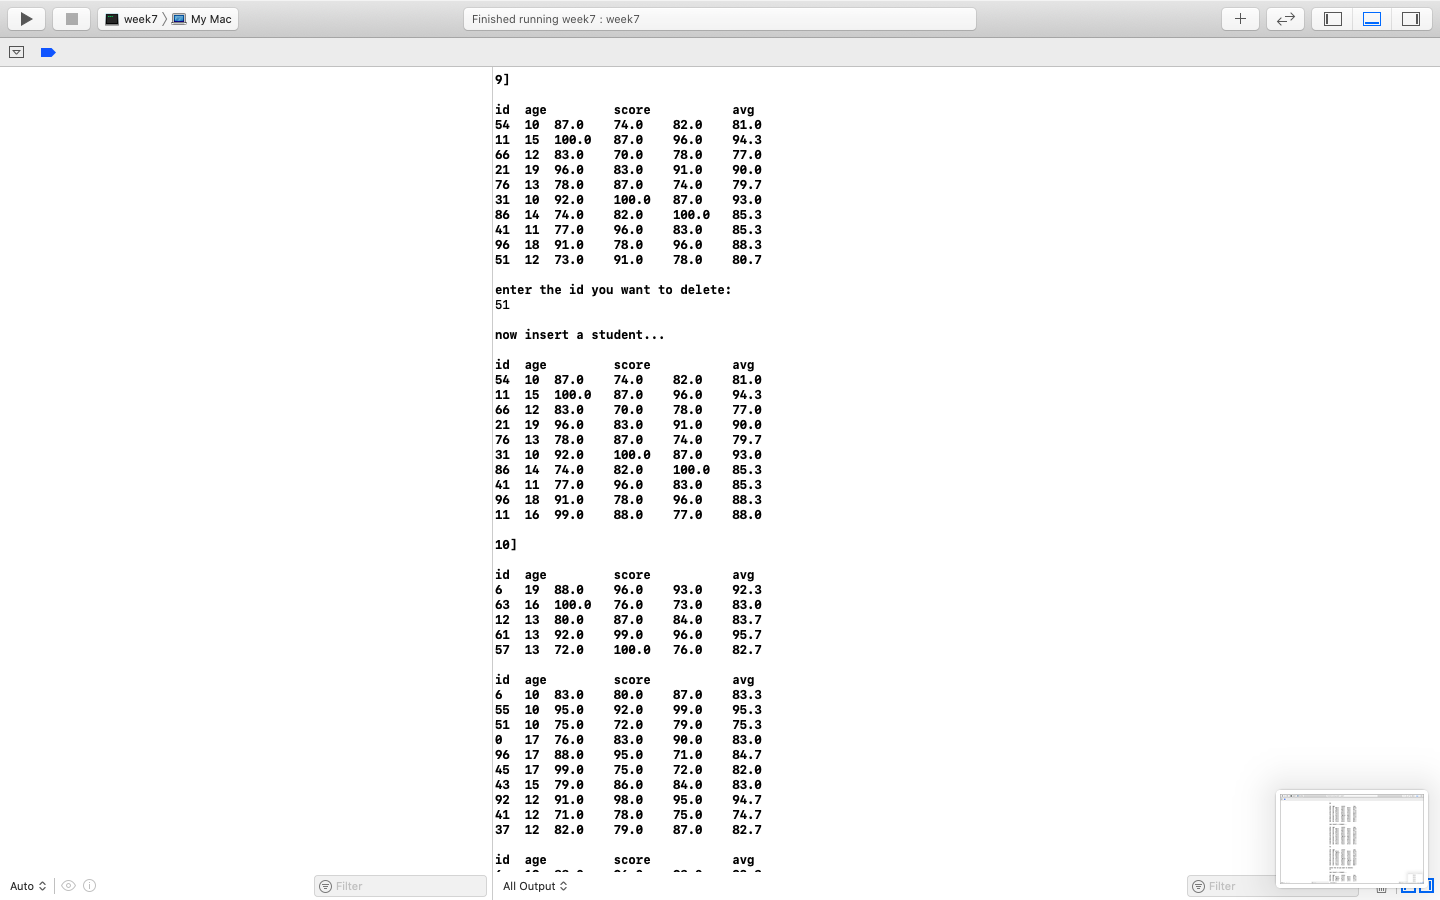 week7 My Mac
Finished running week7 : week7
9]
id age score avg
54 10 87.0 74.0 82.0 81.0
11 15 100.0 87.0 96.0 94.3
66 12 83.0 70.0 78.0 77.0
21 19 96.0 83.0 91.0 90.0
76 13 78.0 87.0 74.0 79.7
31 10 92.0 100.0 87.0 93.0
86 14 74.0 82.0 100.0 85.3
41 11 77.0 96.0 83.0 85.3
96 18 91.0 78.0 96.0 88.3
51 12 73.0 91.0 78.0 80.7
enter the id you want to delete:
51
now insert a student...
id age score avg
54 10 87.0 74.0 82.0 81.0
11 15 100.0 87.0 96.0 94.3
66 12 83.0 70.0 78.0 77.0
21 19 96.0 83.0 91.0 90.0
76 13 78.0 87.0 74.0 79.7
31 10 92.0 100.0 87.0 93.0
86 14 74.0 82.0 100.0 85.3
41 11 77.0 96.0 83.0 85.3
96 18 91.0 78.0 96.0 88.3
11 16 99.0 88.0 77.0 88.0
10]
id age score avg
6 19 88.0 96.0 93.0 92.3
63 16 100.0 76.0 73.0 83.0
12 13 80.0 87.0 84.0 83.7
61 13 92.0 99.0 96.0 95.7
57 13 72.0 100.0 76.0 82.7
id age score avg
6 10 83.0 80.0 87.0 83.3
55 10 95.0 92.0 99.0 95.3
51 10 75.0 72.0 79.0 75.3
0 17 76.0 83.0 90.0 83.0
96 17 88.0 95.0 71.0 84.7
45 17 99.0 75.0 72.0 82.0
43 15 79.0 86.0 84.0 83.0
92 12 91.0 98.0 95.0 94.7
41 12 71.0 78.0 75.0 74.7
37 12 82.0 79.0 87.0 82.7
id age score avg
Auto Filter All Output Filter